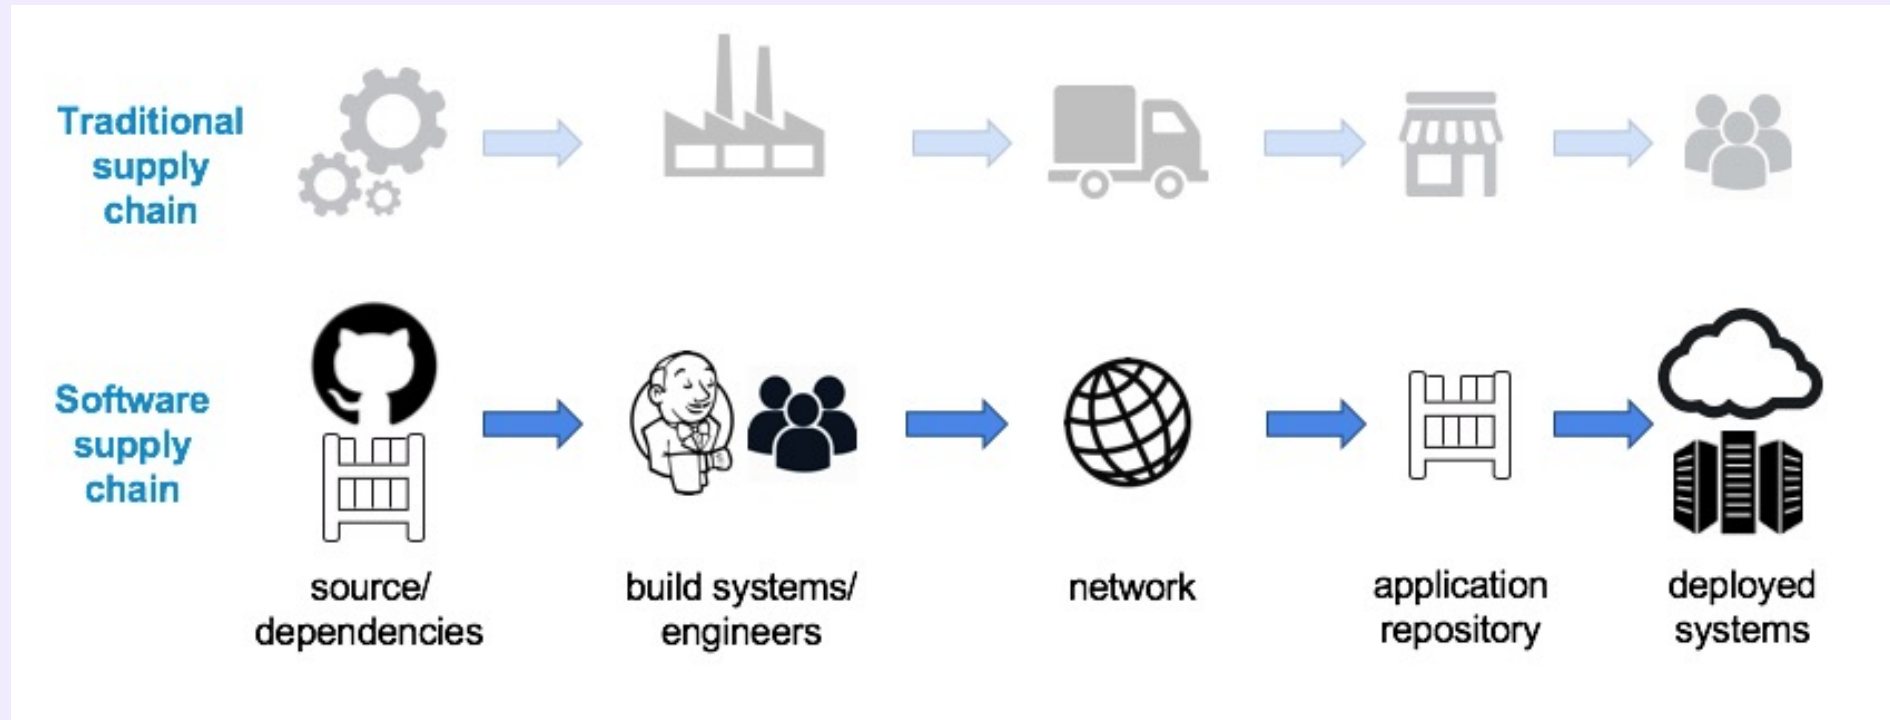 Traditional
supply
chain
Software
supply
chain
source/
dependencies
build systems/
engineers
network
application
repository
deployed
systems